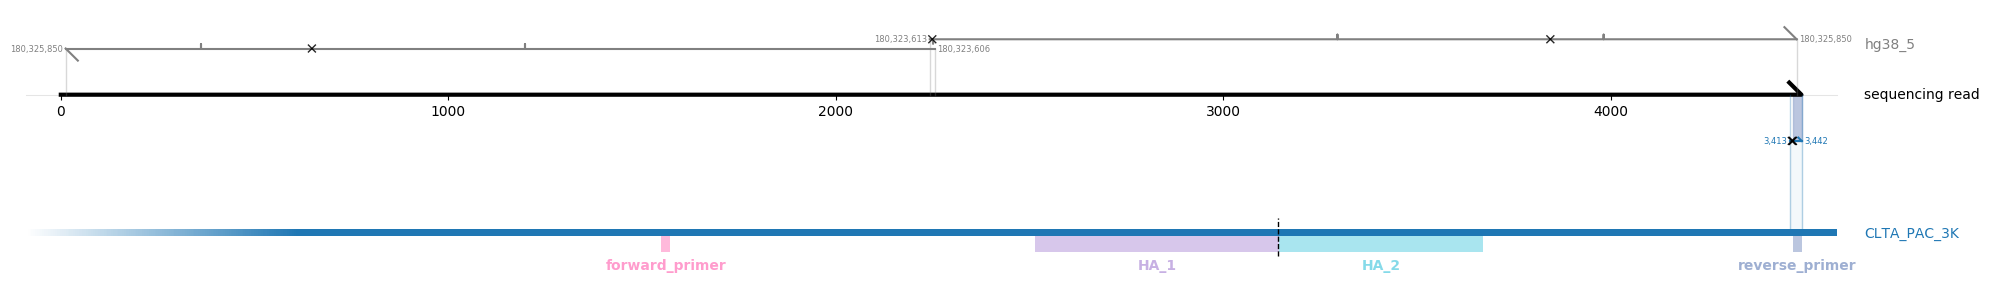 180,323,613 180,325,850 hg38_5
180,325,850 180,323,606
sequencing read
0 1000 2000 3000 4000
3,413 3,442
CLTA_PAC_3K
forward_primer HA_1 HA_2 reverse_primer